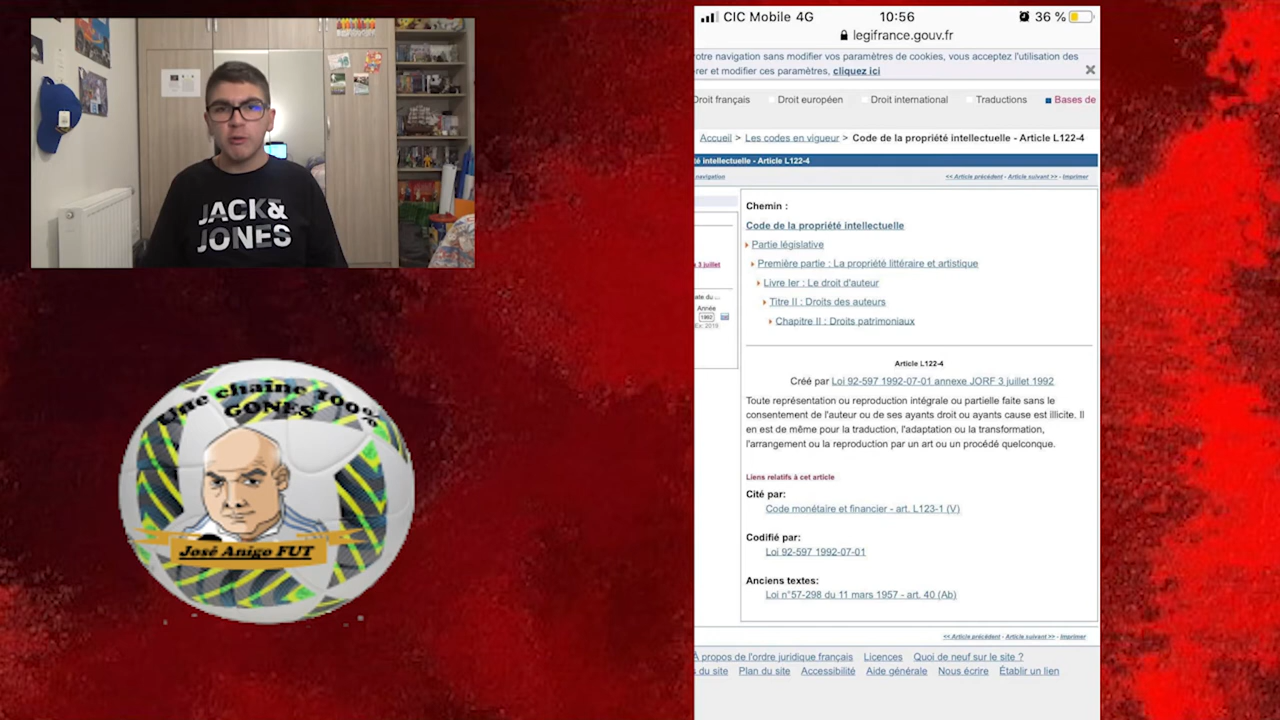 JACK&
JONES
Une chaine 100%
GONES
José Anigo FUT
CIC Mobile 4G 10:56 36 %
legifrance.gouv.fr
otre navigation sans modifier vos paramètres de cookies, vous acceptez l'utilisation des
rer et modifier ces paramètres, cliquez ici
Droit français Droit européen Droit international Traductions Bases de
Accueil > Les codes en vigueur > Code de la propriété intellectuelle - Article L122-4
té intellectuelle - Article L122-4
navigation
<< Article précédent - Article suivant >> - Imprimer
3 juillet
ale du ...
Année
1992
Ex: 2019
Chemin :
Code de la propriété intellectuelle
Partie législative
Première partie : La propriété littéraire et artistique
Livre Ier : Le droit d'auteur
Titre II : Droits des auteurs
Chapitre II : Droits patrimoniaux
Article L122-4
Créé par Loi 92-597 1992-07-01 annexe JORF 3 juillet 1992
Toute représentation ou reproduction intégrale ou partielle faite sans le
consentement de l'auteur ou de ses ayants droit ou ayants cause est illicite. Il
en est de même pour la traduction, l'adaptation ou la transformation,
l'arrangement ou la reproduction par un art ou un procédé quelconque.
Liens relatifs à cet article
Cité par:
Code monétaire et financier - art. L123-1 (V)
Codifié par:
Loi 92-597 1992-07-01
Anciens textes:
Loi n°57-298 du 11 mars 1957 - art. 40 (Ab)
<< Article précédent - Article suivant >> - Imprimer
À propos de l'ordre juridique français Licences Quoi de neuf sur le site ?
s du site Plan du site Accessibilité Aide générale Nous écrire Établir un lien